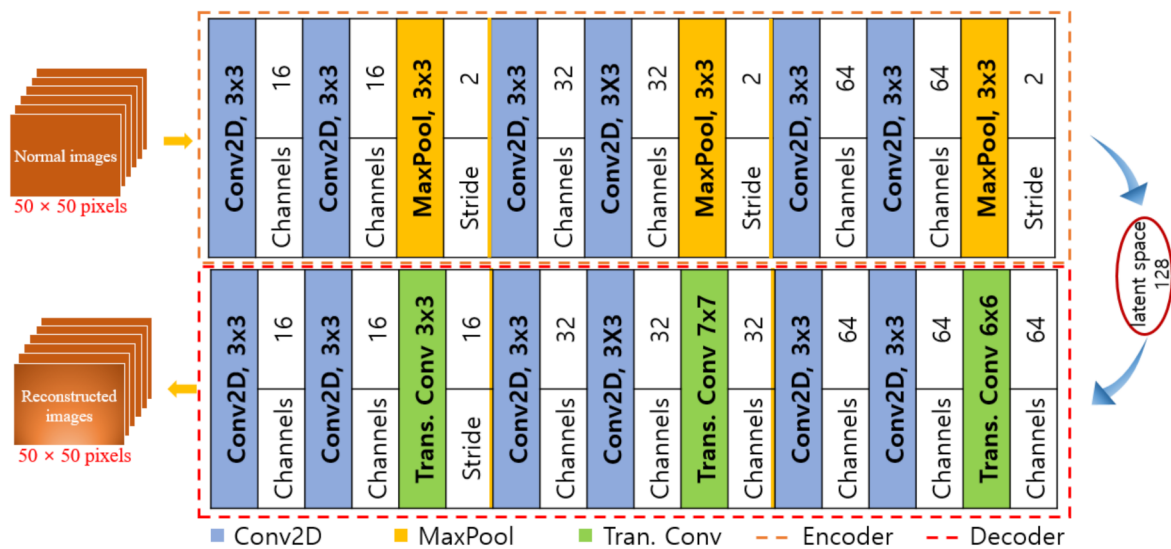 Normal images
50 × 50 pixels
Conv2D, 3x3
16
Channels
Conv2D, 3x3
16
Channels
MaxPool, 3x3
2
Stride
Conv2D, 3x3
32
Channels
Conv2D, 3X3
32
Channels
MaxPool, 3x3
2
Stride
Conv2D, 3x3
64
Channels
Conv2D, 3x3
64
Channels
MaxPool, 3x3
2
Stride
latent space
128
Conv2D, 3x3
16
Channels
Conv2D, 3x3
16
Channels
Trans. Conv 3x3
16
Stride
Conv2D, 3x3
32
Channels
Conv2D, 3X3
32
Channels
Trans. Conv 7x7
32
Channels
Conv2D, 3x3
64
Channels
Conv2D, 3x3
64
Channels
Trans. Conv 6x6
64
Channels
Reconstructed
images
50 × 50 pixels
Conv2D
MaxPool
Tran. Conv
Encoder
Decoder